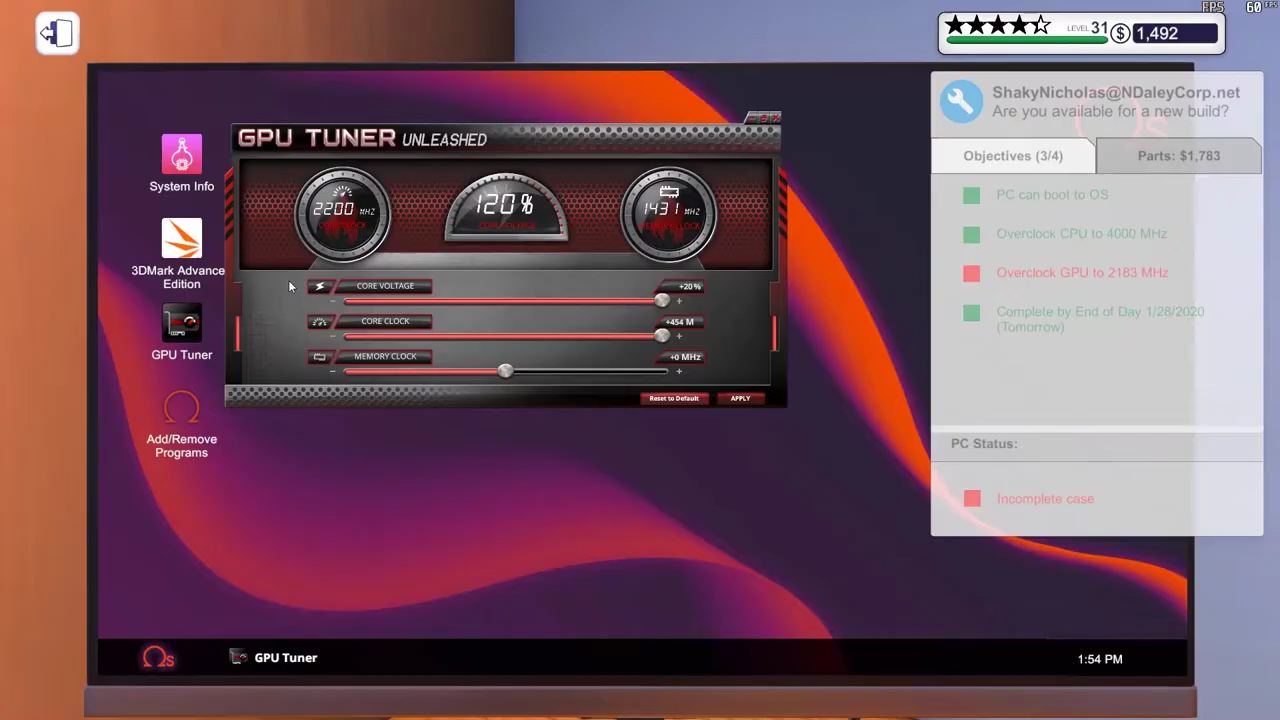 FPS 60 FPS
LEVEL 31 $ 1,492
ShakyNicholas@NDaleyCorp.net
Are you available for a new build?
Objectives (3/4) Parts: $1,783
PC can boot to OS
Overclock CPU to 4000 MHz
Overclock GPU to 2183 MHz
Complete by End of Day 1/28/2020
(Tomorrow)
PC Status:
Incomplete case
System Info
3DMark Advance
Edition
GPU Tuner
Add/Remove
Programs
GPU TUNER UNLEASHED
2200 MHZ 120% 1431 MHZ
CORE VOLTAGE +20%
CORE CLOCK +454 M
MEMORY CLOCK +0 MHz
Reset to Default APPLY
Ωs GPU Tuner 1:54 PM